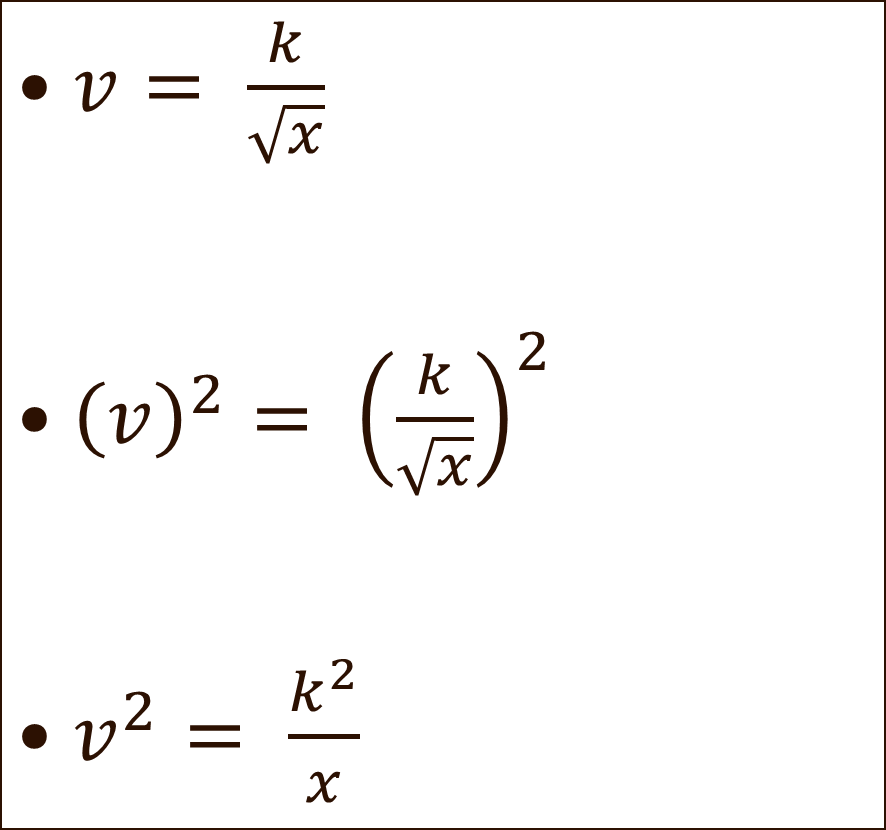 • v = k/√x
• (v)² = (k/√x)²
• v² = k²/x